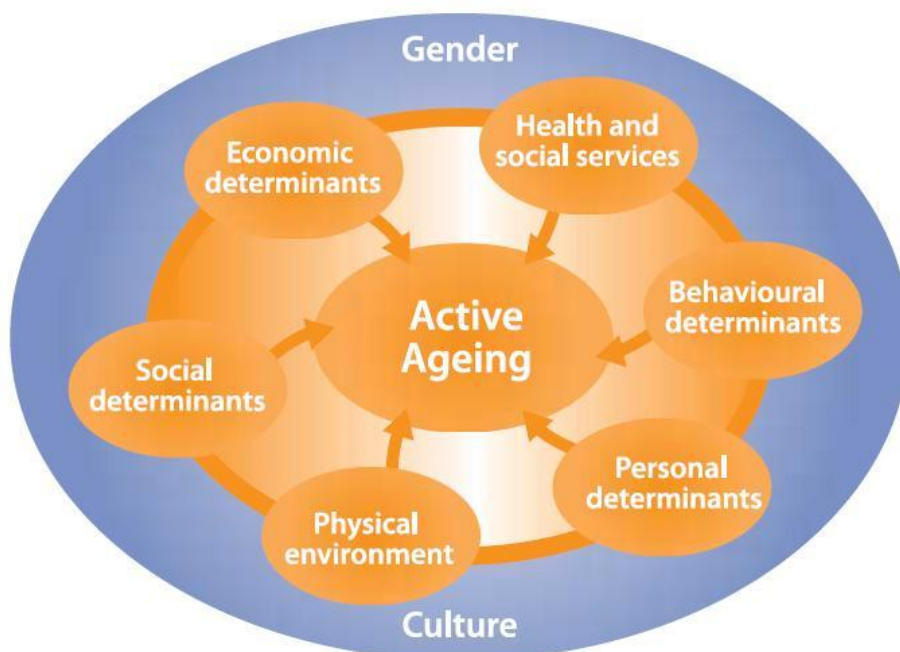 Gender
Economic
determinants
Health and
social services
Behavioural
determinants
Active
Ageing
Social
determinants
Personal
determinants
Physical
environment
Culture